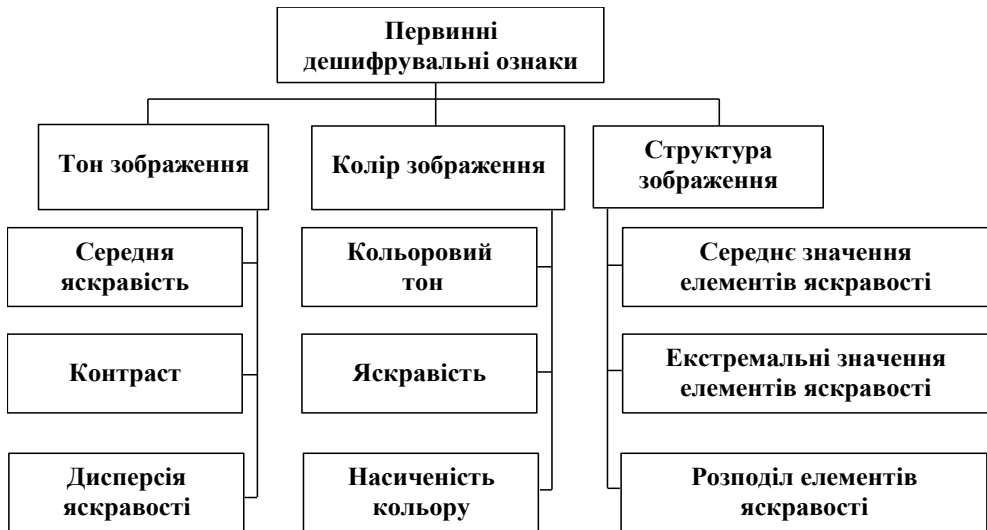 Первинні
дешифрувальні ознаки
Тон зображення
Колір зображення
Структура
зображення
Середня
яскравість
Кольоровий
тон
Середнє значення
елементів яскравості
Контраст
Яскравість
Екстремальні значення
елементів яскравості
Дисперсія
яскравості
Насиченість
кольору
Розподіл елементів
яскравості